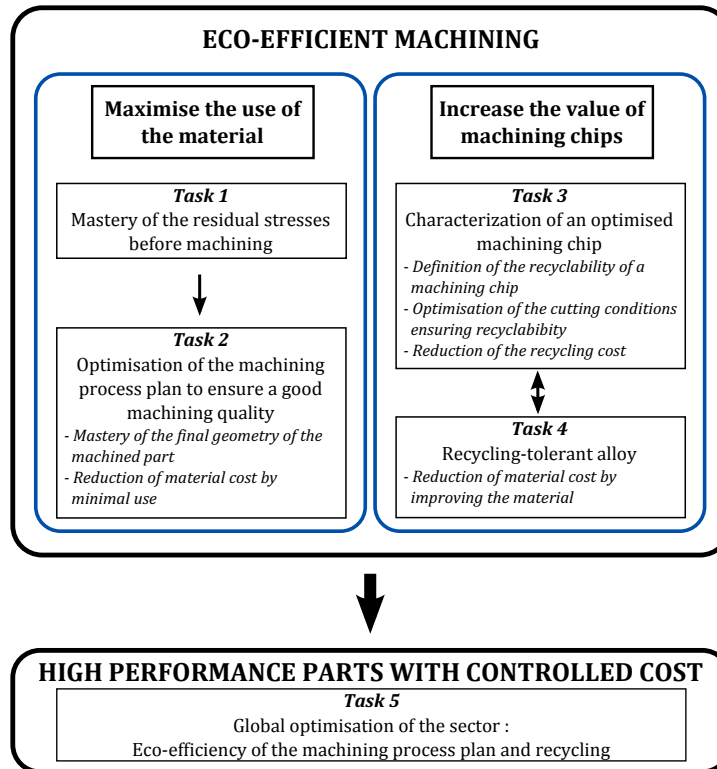 ECO-EFFICIENT MACHINING
Maximise the use of
the material
Task 1
Mastery of the residual stresses
before machining
Task 2
Optimisation of the machining
process plan to ensure a good
machining quality
- Mastery of the final geometry of the
machined part
- Reduction of material cost by
minimal use
Increase the value of
machining chips
Task 3
Characterization of an optimised
machining chip
- Definition of the recyclability of a
machining chip
- Optimisation of the cutting conditions
ensuring recyclabibity
- Reduction of the recycling cost
Task 4
Recycling-tolerant alloy
- Reduction of material cost by
improving the material
HIGH PERFORMANCE PARTS WITH CONTROLLED COST
Task 5
Global optimisation of the sector :
Eco-efficiency of the machining process plan and recycling